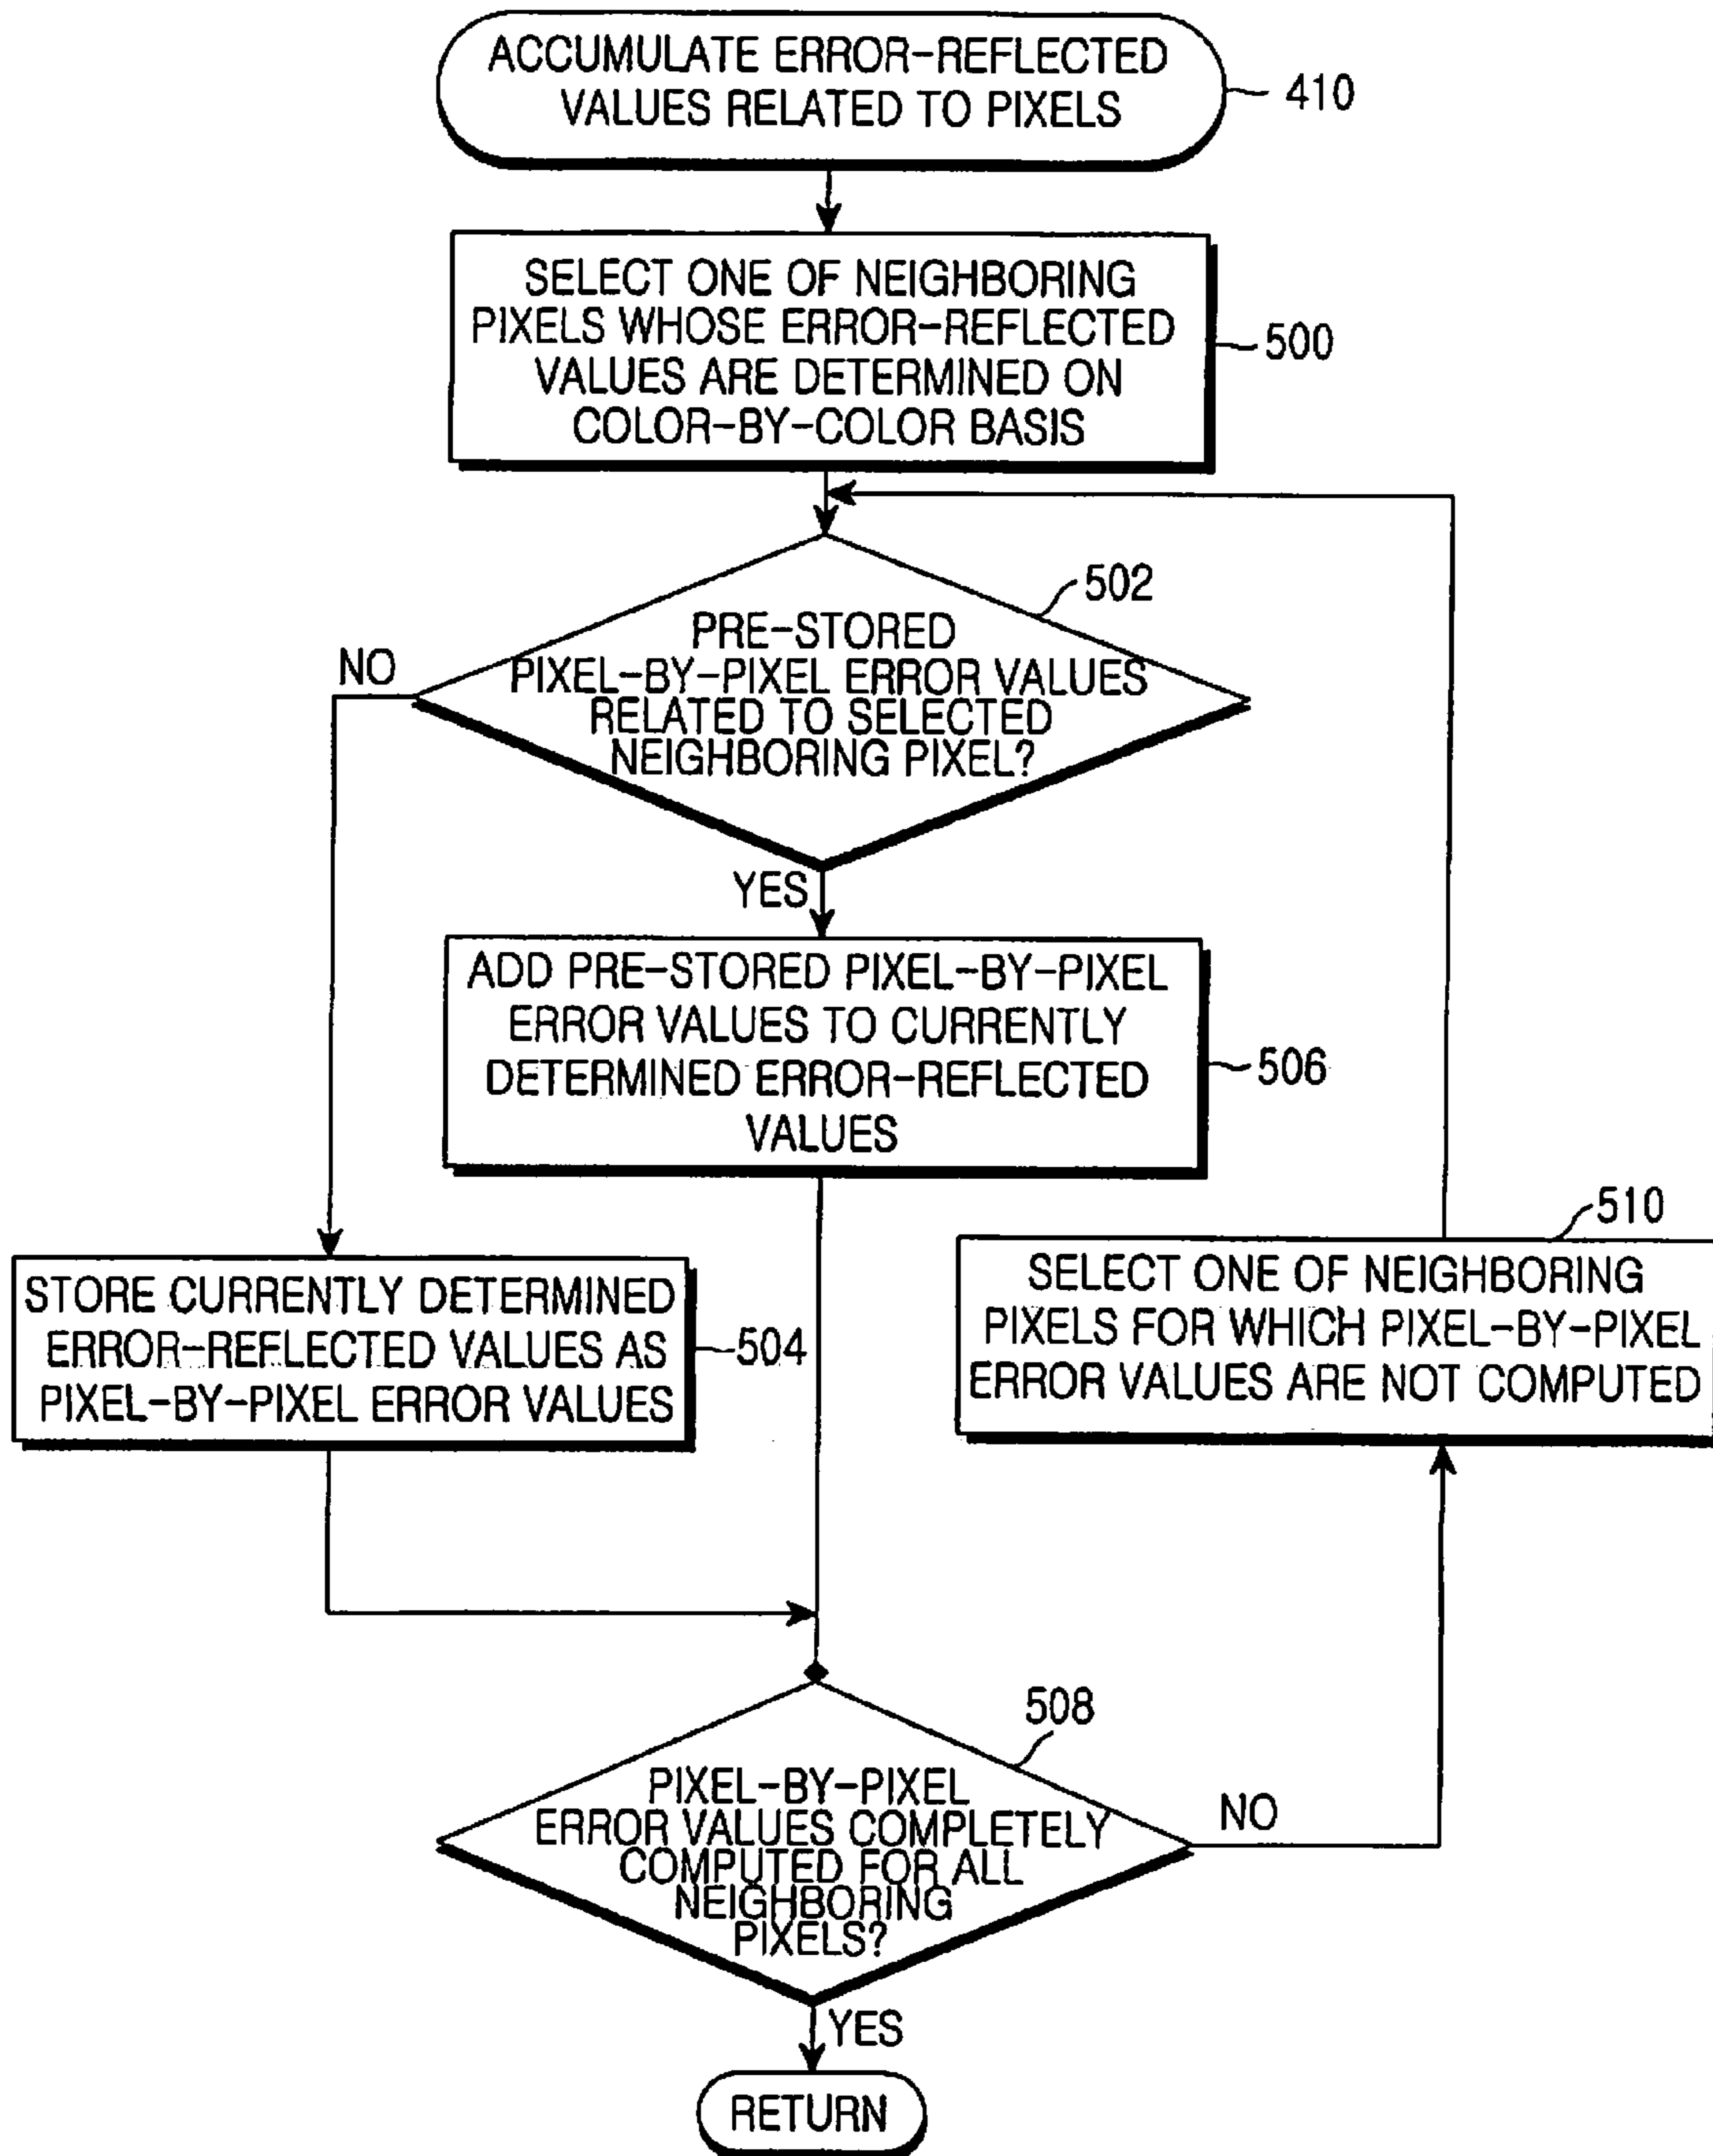 ACCUMULATE ERROR-REFLECTED
VALUES RELATED TO PIXELS
410
SELECT ONE OF NEIGHBORING
PIXELS WHOSE ERROR-REFLECTED
VALUES ARE DETERMINED ON
COLOR-BY-COLOR BASIS
500
502
PRE-STORED
PIXEL-BY-PIXEL ERROR VALUES
RELATED TO SELECTED
NEIGHBORING PIXEL?
NO
YES
ADD PRE-STORED PIXEL-BY-PIXEL
ERROR VALUES TO CURRENTLY
DETERMINED ERROR-REFLECTED
VALUES
506
STORE CURRENTLY DETERMINED
ERROR-REFLECTED VALUES AS
PIXEL-BY-PIXEL ERROR VALUES
504
510
SELECT ONE OF NEIGHBORING
PIXELS FOR WHICH PIXEL-BY-PIXEL
ERROR VALUES ARE NOT COMPUTED
508
PIXEL-BY-PIXEL
ERROR VALUES COMPLETELY
COMPUTED FOR ALL
NEIGHBORING
PIXELS?
NO
YES
RETURN